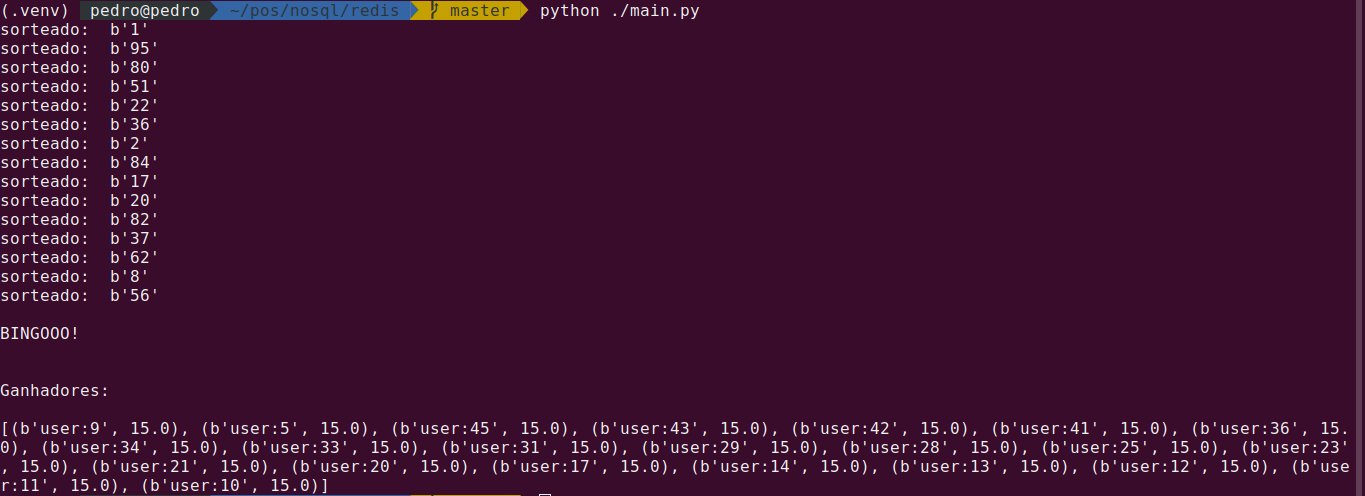 (.venv) pedro@pedro ~/pos/nosql/redis master python ./main.py
sorteado:  b'1'
sorteado:  b'95'
sorteado:  b'80'
sorteado:  b'51'
sorteado:  b'22'
sorteado:  b'36'
sorteado:  b'2'
sorteado:  b'84'
sorteado:  b'17'
sorteado:  b'20'
sorteado:  b'82'
sorteado:  b'37'
sorteado:  b'62'
sorteado:  b'8'
sorteado:  b'56'
BINGOOO!
Ganhadores:
[(b'user:9', 15.0), (b'user:5', 15.0), (b'user:45', 15.0), (b'user:43', 15.0), (b'user:42', 15.0), (b'user:41', 15.0), (b'user:36', 15.
0), (b'user:34', 15.0), (b'user:33', 15.0), (b'user:31', 15.0), (b'user:29', 15.0), (b'user:28', 15.0), (b'user:25', 15.0), (b'user:23'
, 15.0), (b'user:21', 15.0), (b'user:20', 15.0), (b'user:17', 15.0), (b'user:14', 15.0), (b'user:13', 15.0), (b'user:12', 15.0), (b'use
r:11', 15.0), (b'user:10', 15.0)]